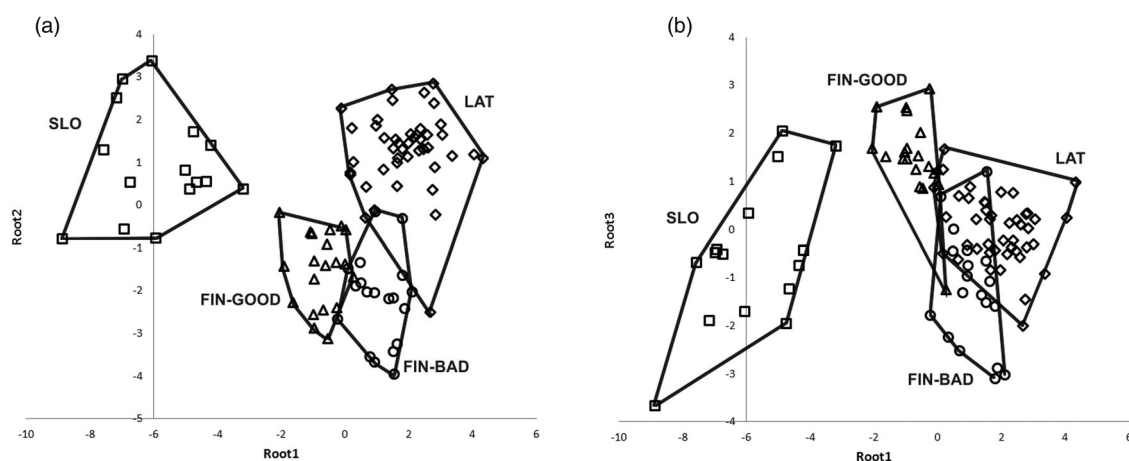 (a)
4
3
2
1
0
-1
-2
-3
-4
-5
Root2
SLO
LAT
FIN-GOOD
FIN-BAD
-10 -8 -6 -4 -2 0 2 4 6
Root1
(b)
4
3
2
1
0
-1
-2
-3
-4
Root3
FIN-GOOD
LAT
SLO
FIN-BAD
-10 -8 -6 -4 -2 0 2 4 6
Root1